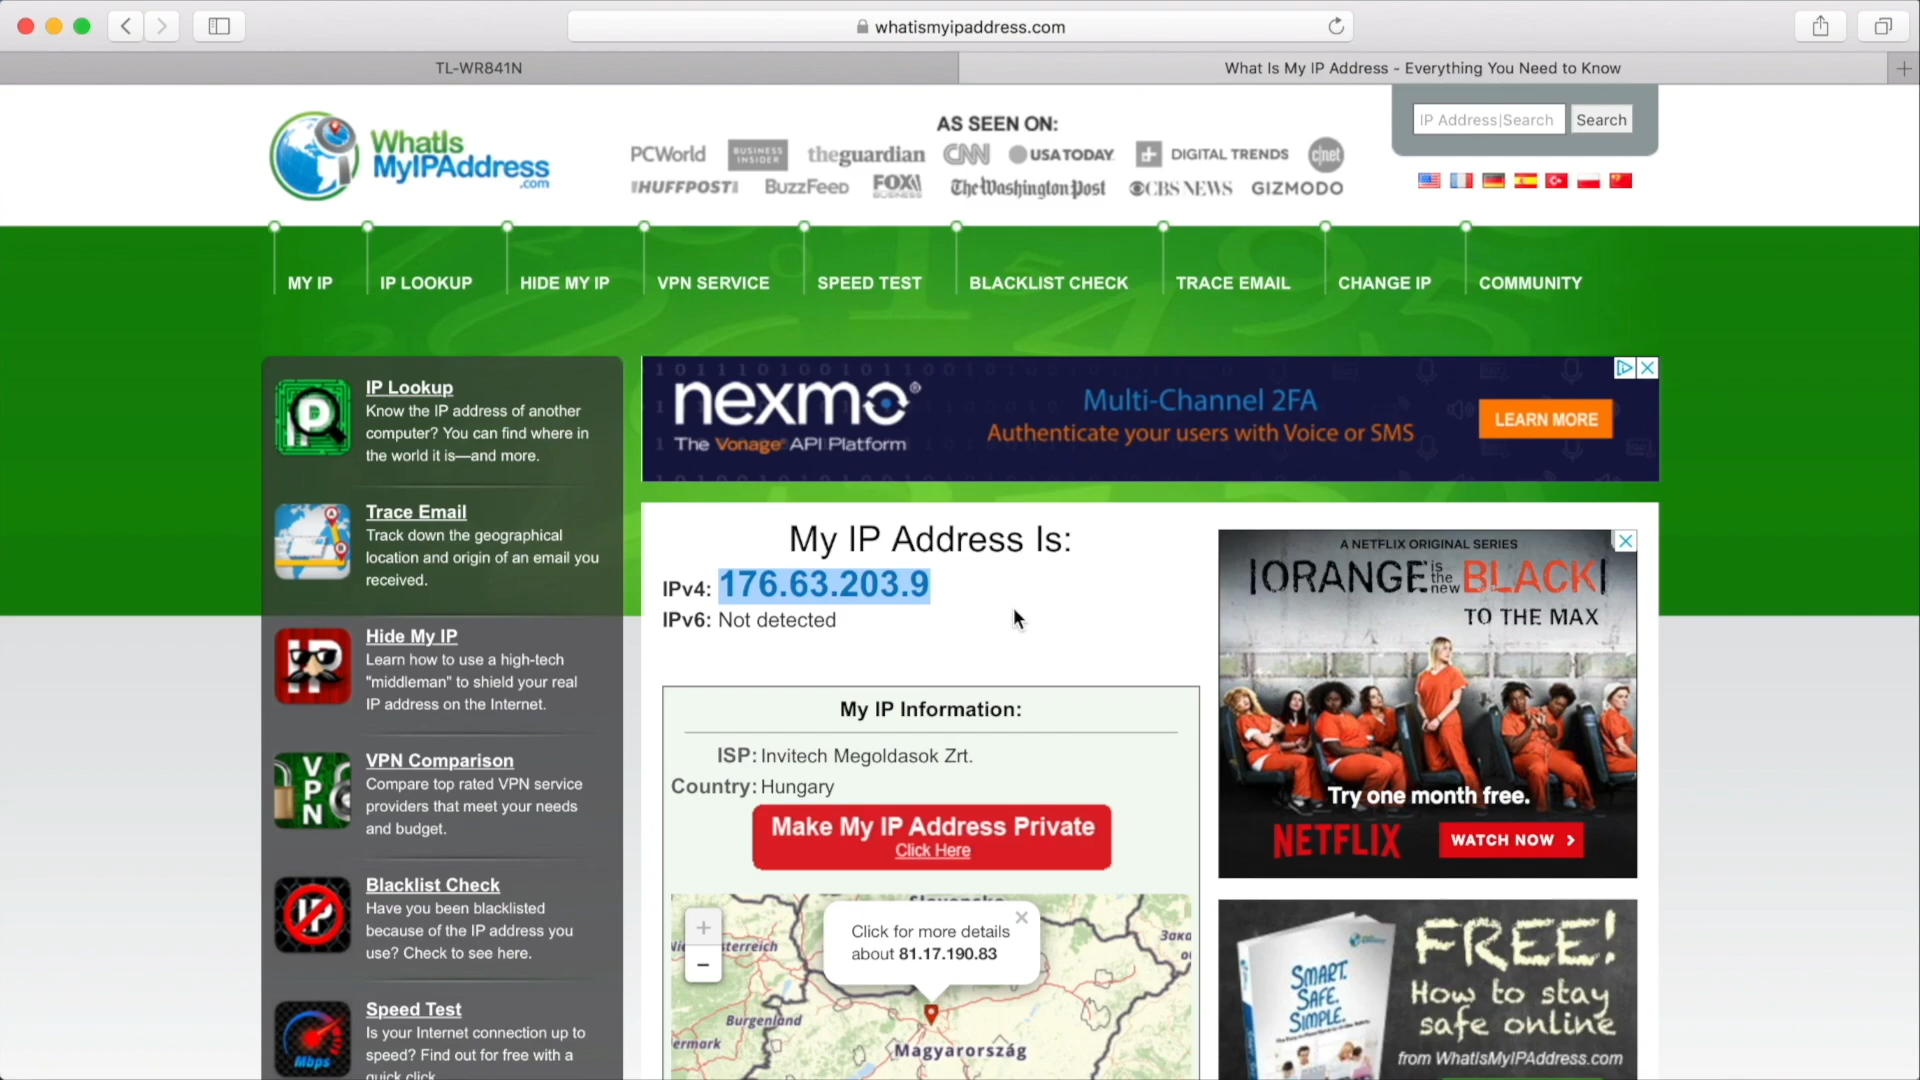 whatismyipaddress.com
TL-WR841N
What Is My IP Address - Everything You Need to Know
WhatIs
MyIPAddress
.com
AS SEEN ON:
PCWorld BUSINESS INSIDER theguardian CNN USA TODAY DIGITAL TRENDS c|net
HUFFPOST BuzzFeed FOX BUSINESS The Washington Post CBS NEWS GIZMODO
IP Address|Search Search
MY IP IP LOOKUP HIDE MY IP VPN SERVICE SPEED TEST BLACKLIST CHECK TRACE EMAIL CHANGE IP COMMUNITY
IP Lookup
Know the IP address of another
computer? You can find where in
the world it is—and more.
Trace Email
Track down the geographical
location and origin of an email you
received.
Hide My IP
Learn how to use a high-tech
"middleman" to shield your real
IP address on the Internet.
VPN
VPN Comparison
Compare top rated VPN service
providers that meet your needs
and budget.
Blacklist Check
Have you been blacklisted
because of the IP address you
use? Check to see here.
Mbps
Speed Test
Is your Internet connection up to
speed? Find out for free with a
quick click.
nexmo®
The Vonage API Platform
Multi-Channel 2FA
Authenticate your users with Voice or SMS
LEARN MORE
My IP Address Is:
IPv4: 176.63.203.9
IPv6: Not detected
My IP Information:
ISP: Invitech Megoldasok Zrt.
Country: Hungary
Make My IP Address Private
Click Here
Click for more details
about 81.17.190.83
Burgenland
Magyarország
A NETFLIX ORIGINAL SERIES
ORANGE is the new BLACK
TO THE MAX
Try one month free.
NETFLIX WATCH NOW
SMART.
SAFE.
SIMPLE.
FREE!
How to stay
safe online
from WhatIsMyIPAddress.com